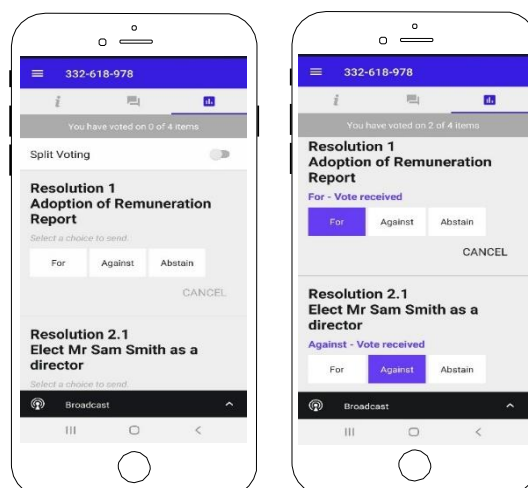 332-618-978
You have voted on 0 of 4 items
Split Voting
Resolution 1
Adoption of Remuneration
Report
Select a choice to send.
For Against Abstain
CANCEL
Resolution 2.1
Elect Mr Sam Smith as a
director
Select a choice to send.
Broadcast
332-618-978
You have voted on 2 of 4 items
Resolution 1
Adoption of Remuneration
Report
For - Vote received
For Against Abstain
CANCEL
Resolution 2.1
Elect Mr Sam Smith as a
director
Against - Vote received
For Against Abstain
Broadcast